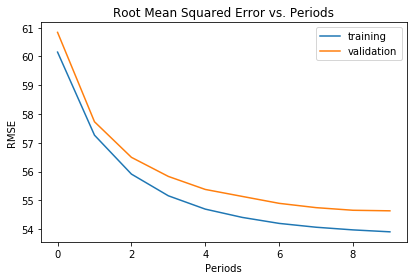 Root Mean Squared Error vs. Periods
61
60
59
58
57
56
55
54
RMSE
training
validation
0
2
4
6
8
Periods